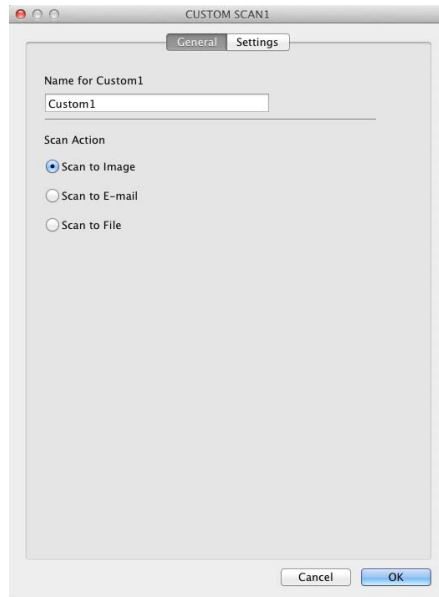 CUSTOM SCAN1
General Settings
Name for Custom1
Custom1
Scan Action
Scan to Image
Scan to E-mail
Scan to File
Cancel OK